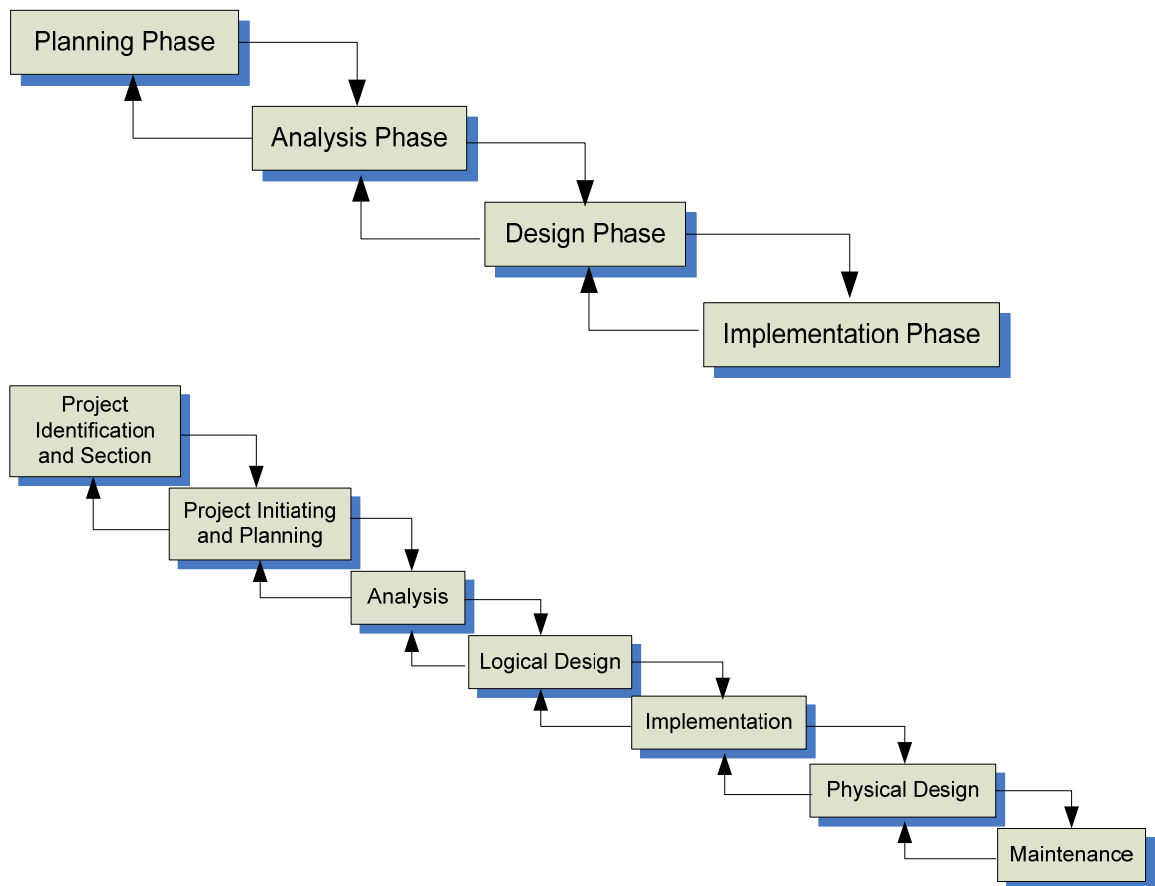 Planning Phase
Analysis Phase
Design Phase
Implementation Phase
Project
Identification
and Section
Project Initiating
and Planning
Analysis
Logical Design
Implementation
Physical Design
Maintenance